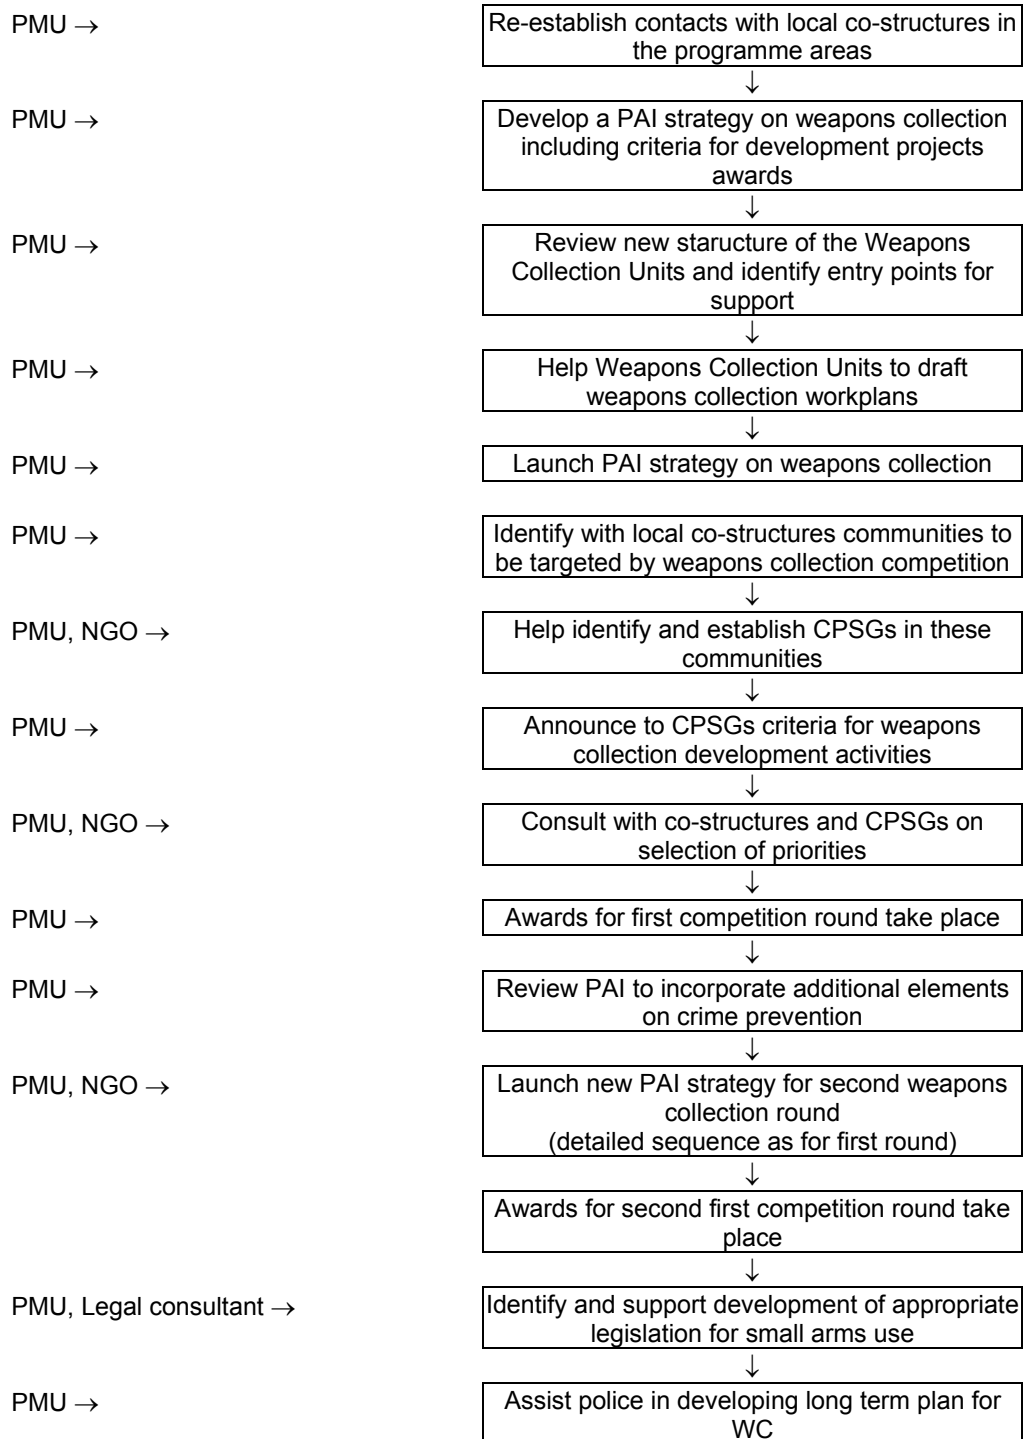 PMU →
Re-establish contacts with local co-structures in
the programme areas
↓
PMU →
Develop a PAI strategy on weapons collection
including criteria for development projects
awards
↓
PMU →
Review new staructure of the Weapons
Collection Units and identify entry points for
support
↓
PMU →
Help Weapons Collection Units to draft
weapons collection workplans
↓
PMU →
Launch PAI strategy on weapons collection
PMU →
Identify with local co-structures communities to
be targeted by weapons collection competition
↓
PMU, NGO →
Help identify and establish CPSGs in these
communities
↓
PMU →
Announce to CPSGs criteria for weapons
collection development activities
↓
PMU, NGO →
Consult with co-structures and CPSGs on
selection of priorities
↓
PMU →
Awards for first competition round take place
↓
PMU →
Review PAI to incorporate additional elements
on crime prevention
↓
PMU, NGO →
Launch new PAI strategy for second weapons
collection round
(detailed sequence as for first round)
↓
Awards for second first competition round take
place
↓
PMU, Legal consultant →
Identify and support development of appropriate
legislation for small arms use
↓
PMU →
Assist police in developing long term plan for
WC